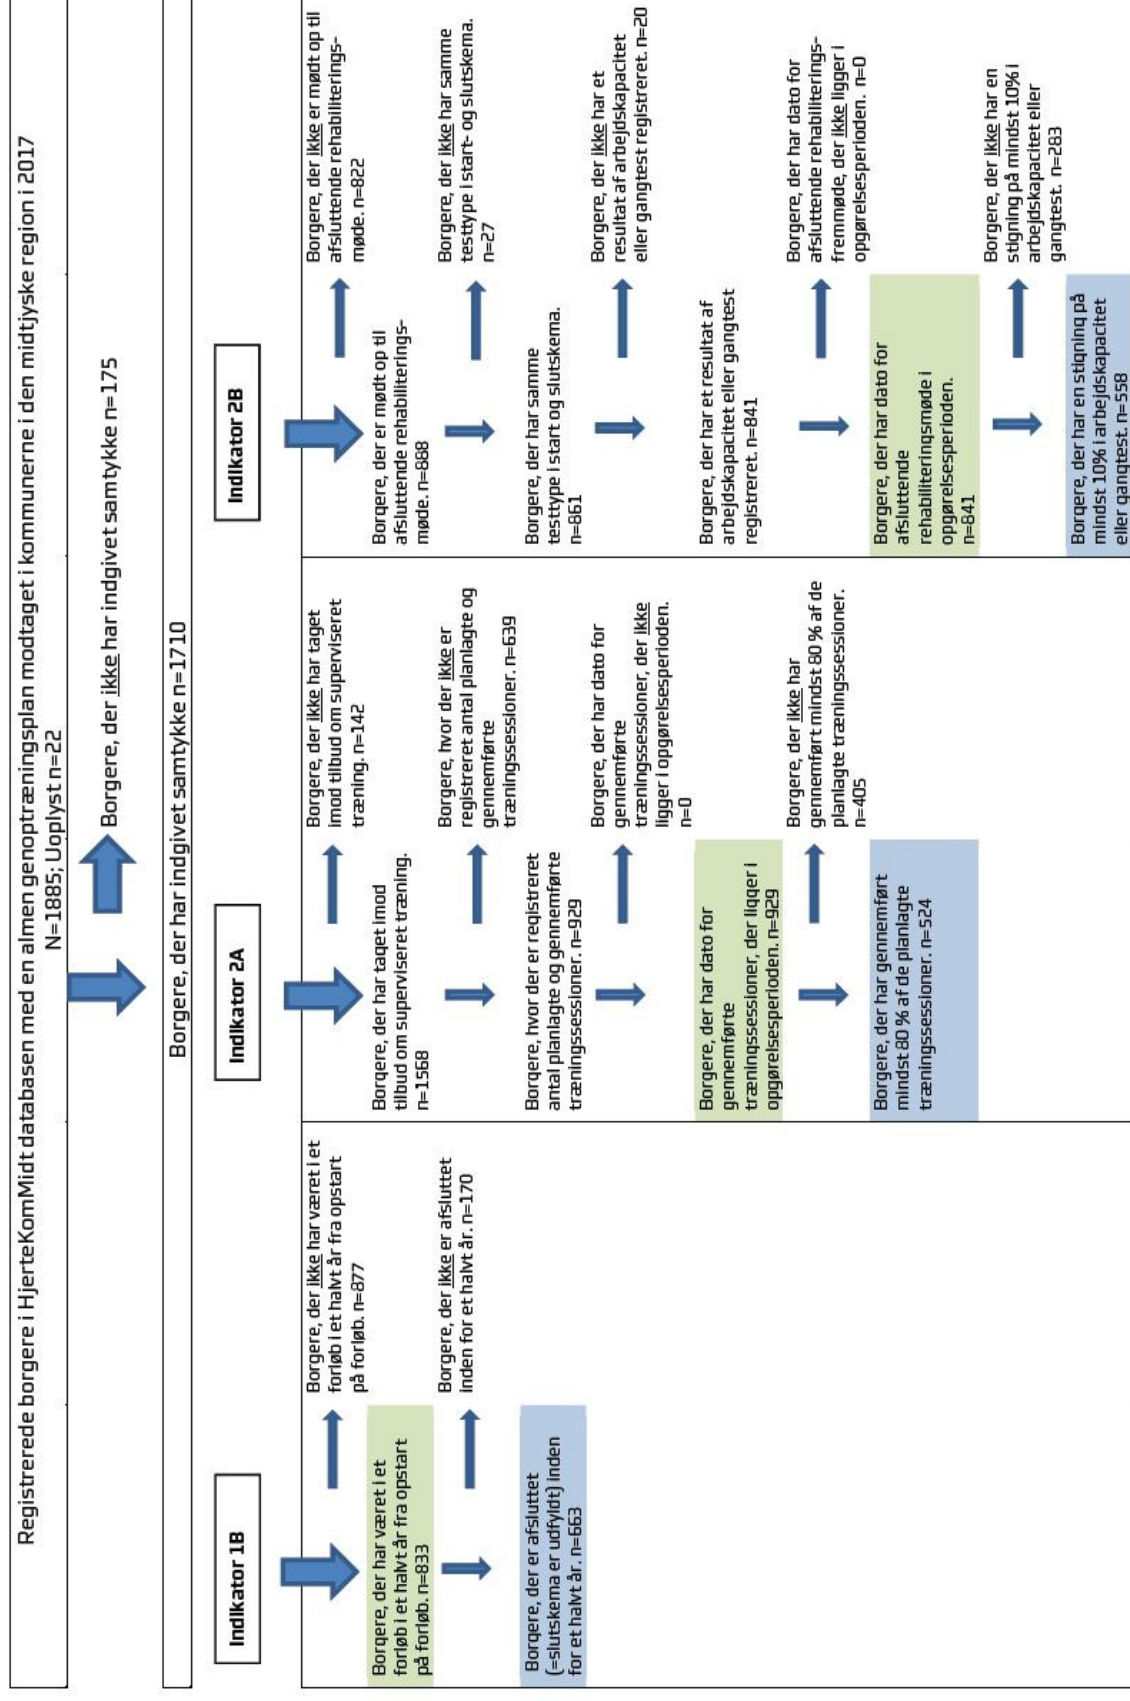 Registrerede borgere i HjerteKomMidt databasen med en almen genoptræningsplan modtaget i kommunerne i den midtjyske region i 2017
N=1885; Uoplyst n=22
Borgere, der ikke har indgivet samtykke n=175
Borgere, der har indgivet samtykke n=1710
Indikator 1B
Borgere, der ikke har været i et
forløb i et halvt år fra opstart
på forløb. n=877
Borgere, der har været i et
forløb i et halvt år fra opstart
på forløb. n=833
Borgere, der ikke er afsluttet
inden for et halvt år. n=170
Borgere, der er afsluttet
(=slutskema er udfyldt) inden
for et halvt år. n=663
Indikator 2A
Borgere, der ikke har taget
imod tilbud om superviseret
træning. n=142
Borgere, der har taget imod
tilbud om superviseret træning.
n=1568
Borgere, hvor der ikke er
registreret antal planlagte og
gennemførte
træningssessioner. n=639
Borgere, hvor der er registreret
antal planlagte og gennemførte
træningssessioner. n=929
Borgere, der har dato for
gennemførte
træningssessioner, der ikke
ligger i opgørelsesperioden.
n=0
Borgere, der har dato for
gennemførte
træningssessioner, der ligger i
opgørelsesperioden. n=929
Borgere, der ikke har
gennemført mindst 80 % af de
planlagte træningssessioner.
n=405
Borgere, der har gennemført
mindst 80 % af de planlagte
træningssessioner. n=524
Indikator 2B
Borgere, der ikke er mødt op til
afsluttende rehabiliterings-
møde. n=822
Borgere, der er mødt op til
afsluttende rehabiliterings-
møde. n=888
Borgere, der ikke har samme
testtype i start- og slutskema.
n=27
Borgere, der har samme
testtype i start og slutskema.
n=861
Borgere, der ikke har et
resultat af arbejdskapacitet
eller gangtest registreret. n=20
Borgere, der har et resultat af
arbejdskapacitet eller gangtest
registreret. n=841
Borgere, der har dato for
afsluttende rehabiliterings-
fremmøde, der ikke ligger i
opgørelsesperioden. n=0
Borgere, der har dato for
afsluttende
rehabiliteringsmøde i
opgørelsesperioden.
n=841
Borgere, der ikke har en
stigning på mindst 10% i
arbejdskapacitet eller
gangtest. n=283
Borgere, der har en stigning på
mindst 10% i arbejdskapacitet
eller gangtest. n=558